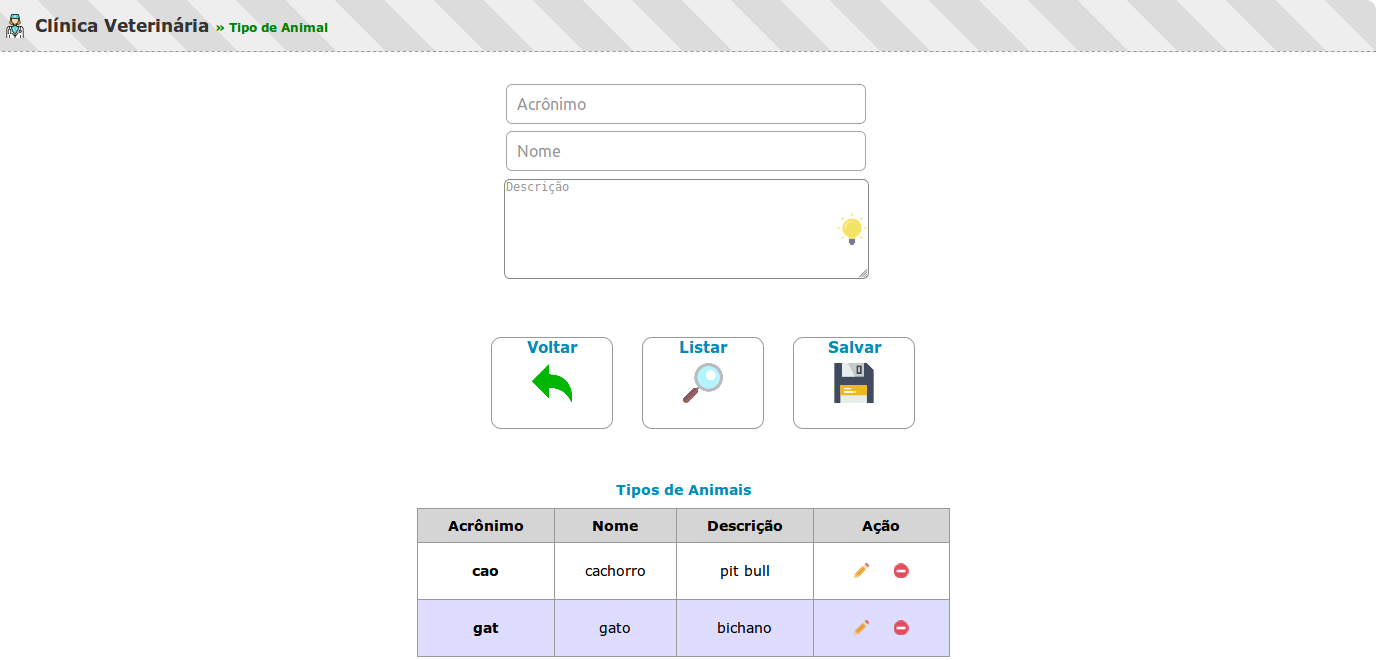 Clínica Veterinária » Tipo de Animal
Acrônimo
Nome
Descrição
Voltar Listar Salvar
Tipos de Animais
Acrônimo Nome Descrição Ação
cao cachorro pit bull
gat gato bichano